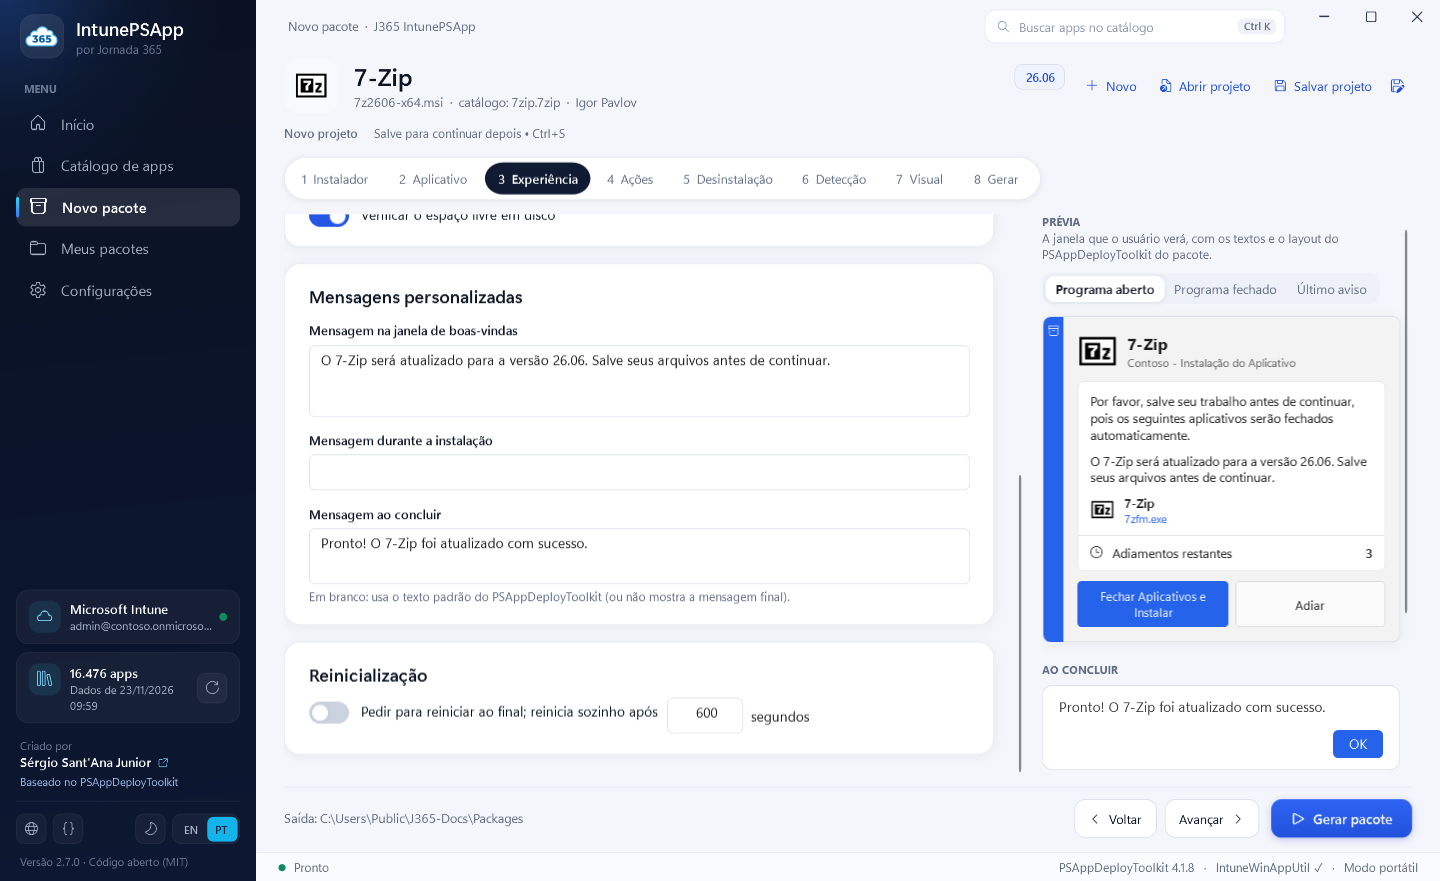 365
IntunePSApp
por Jornada 365
MENU
Início
Catálogo de apps
Novo pacote
Meus pacotes
Configurações
Microsoft Intune
admin@contoso.onmicroso...
16.476 apps
Dados de 23/11/2026
09:59
Criado por
Sérgio Sant'Ana Junior
Baseado no PSAppDeployToolkit
{}
EN
PT
Versão 2.7.0 · Código aberto (MIT)
Novo pacote · J365 IntunePSApp
Buscar apps no catálogo
Ctrl K
7z
7-Zip
7z2606-x64.msi · catálogo: 7zip.7zip · Igor Pavlov
26.06
Novo
Abrir projeto
Salvar projeto
Novo projeto
Salve para continuar depois • Ctrl+S
1 Instalador
2 Aplicativo
3 Experiência
4 Ações
5 Desinstalação
6 Detecção
7 Visual
8 Gerar
Verificar o espaço livre em disco
Mensagens personalizadas
Mensagem na janela de boas-vindas
O 7-Zip será atualizado para a versão 26.06. Salve seus arquivos antes de continuar.
Mensagem durante a instalação
Mensagem ao concluir
Pronto! O 7-Zip foi atualizado com sucesso.
Em branco: usa o texto padrão do PSAppDeployToolkit (ou não mostra a mensagem final).
Reinicialização
Pedir para reiniciar ao final; reinicia sozinho após
600
segundos
PRÉVIA
A janela que o usuário verá, com os textos e o layout do
PSAppDeployToolkit do pacote.
Programa aberto
Programa fechado
Último aviso
7z
7-Zip
Contoso - Instalação do Aplicativo
Por favor, salve seu trabalho antes de continuar,
pois os seguintes aplicativos serão fechados
automaticamente.
O 7-Zip será atualizado para a versão 26.06. Salve
seus arquivos antes de continuar.
7z
7-Zip
7zfm.exe
Adiamentos restantes
3
Fechar Aplicativos e
Instalar
Adiar
AO CONCLUIR
Pronto! O 7-Zip foi atualizado com sucesso.
OK
Saída: C:\Users\Public\J365-Docs\Packages
Voltar
Avançar
Gerar pacote
Pronto
PSAppDeployToolkit 4.1.8 · IntuneWinAppUtil ✓ · Modo portátil